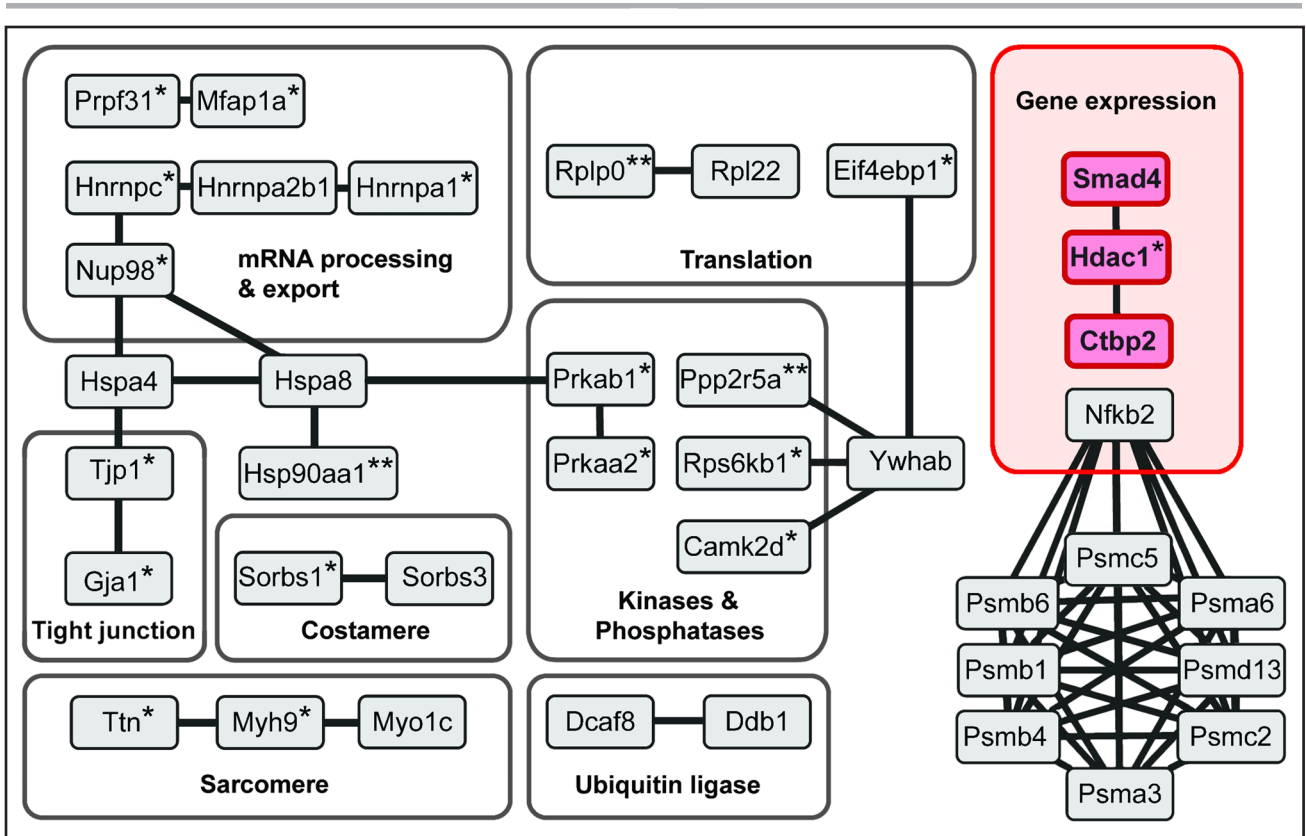 Prpf31* Mfap1a*
Hnrnpc* Hnrnpa2b1 Hnrnpa1*
Nup98*
mRNA processing
& export
Rplp0** Rpl22 Eif4ebp1*
Translation
Gene expression
Smad4
Hdac1*
Ctbp2
Nfkb2
Hspa4 Hspa8
Hsp90aa1**
Prkab1* Ppp2r5a**
Prkaa2* Rps6kb1* Ywhab
Camk2d*
Kinases &
Phosphatases
Tjp1*
Gja1*
Tight junction
Sorbs1* Sorbs3
Costamere
Psmc5
Psmb6 Psma6
Psmb1 Psmd13
Psmb4 Psmc2
Psma3
Ttn* Myh9* Myo1c
Sarcomere
Dcaf8 Ddb1
Ubiquitin ligase